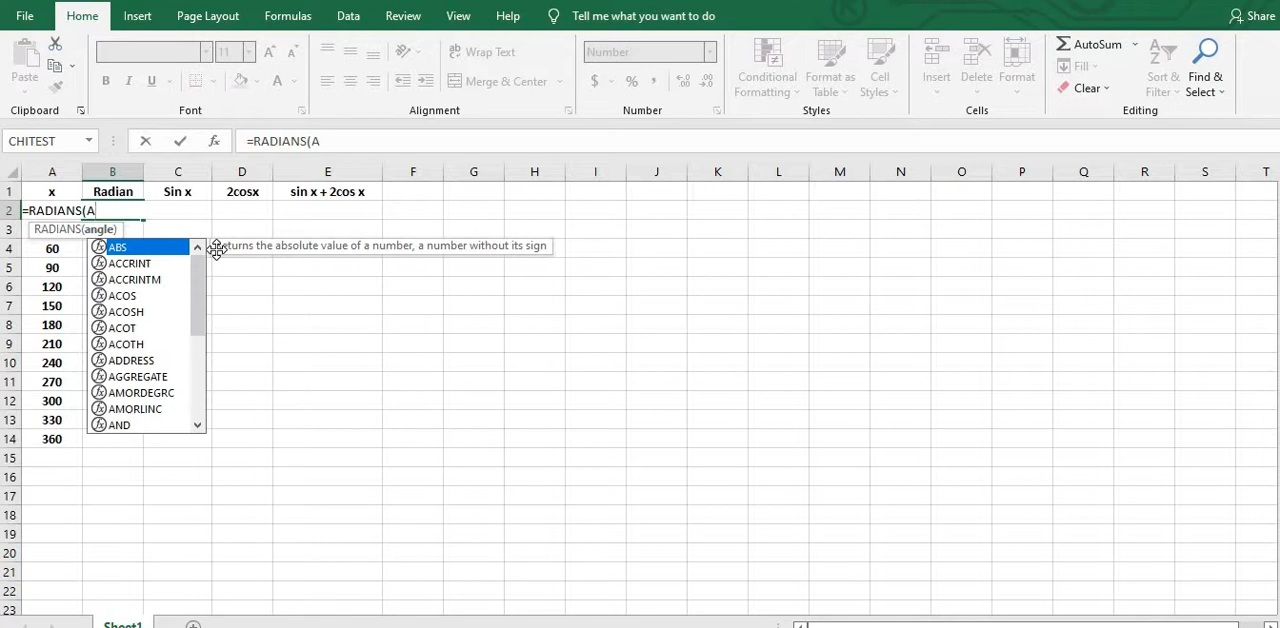 File Home Insert Page Layout Formulas Data Review View Help Tell me what you want to do Share
11 A A Wrap Text Number AutoSum
Paste B I U A Merge & Center $ % , Conditional Formatting Format as Table Cell Styles Insert Delete Format Fill Clear Sort & Filter Find & Select
Clipboard Font Alignment Number Styles Cells Editing
CHITEST fx =RADIANS(A
A B C D E F G H I J K L M N O P Q R S T
1 x Radian Sin x 2cosx sin x + 2cos x
2 =RADIANS(A
3 RADIANS(angle)
4 60 ABS eturns the absolute value of a number, a number without its sign
5 90 ACCRINT
ACCRINTM
6 120 ACOS
7 150 ACOSH
8 180 ACOT
9 210 ACOTH
10 240 ADDRESS
11 270 AGGREGATE
AMORDEGRC
12 300 AMORLINC
13 330 AND
14 360
15
16
17
18
19
20
21
22
23
Sheet1